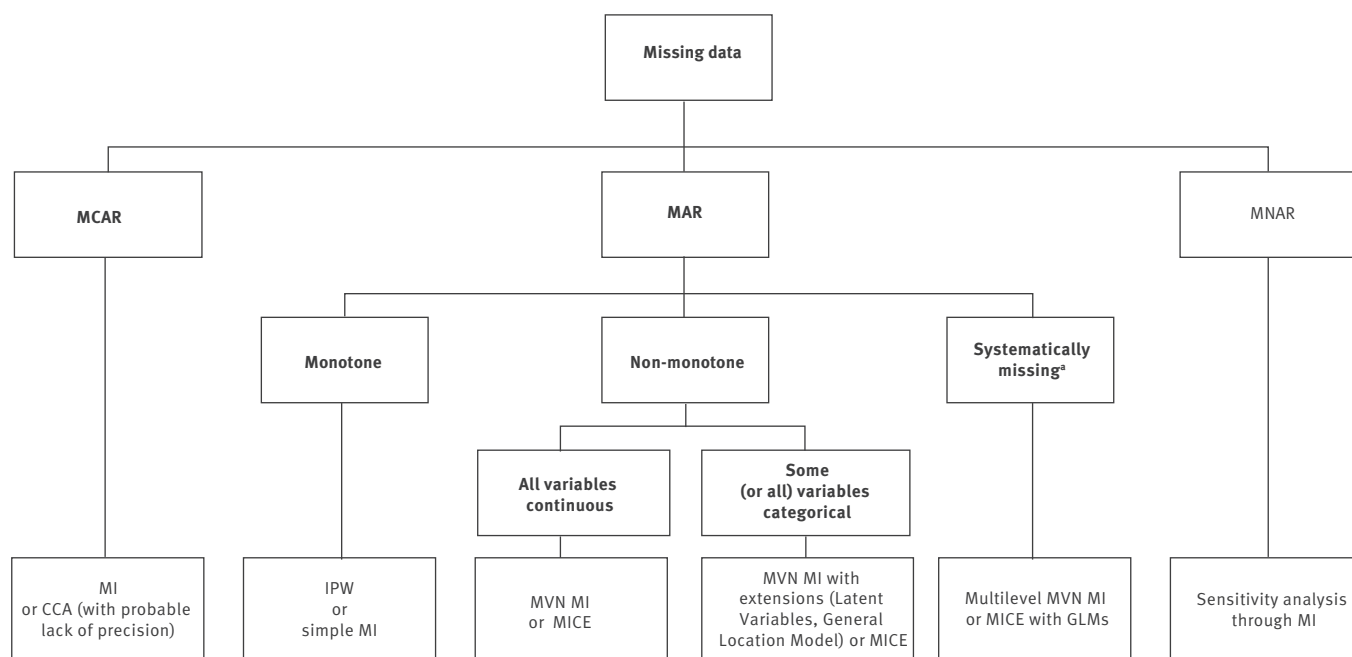 Missing data
MCAR
MAR
MNAR
Monotone
Non-monotone
Systematically
missingᵃ
All variables
continuous
Some
(or all) variables
categorical
MI
or CCA (with probable
lack of precision)
IPW
or
simple MI
MVN MI
or MICE
MVN MI with
extensions (Latent
Variables, General
Location Model) or MICE
Multilevel MVN MI
or MICE with GLMs
Sensitivity analysis
through MI